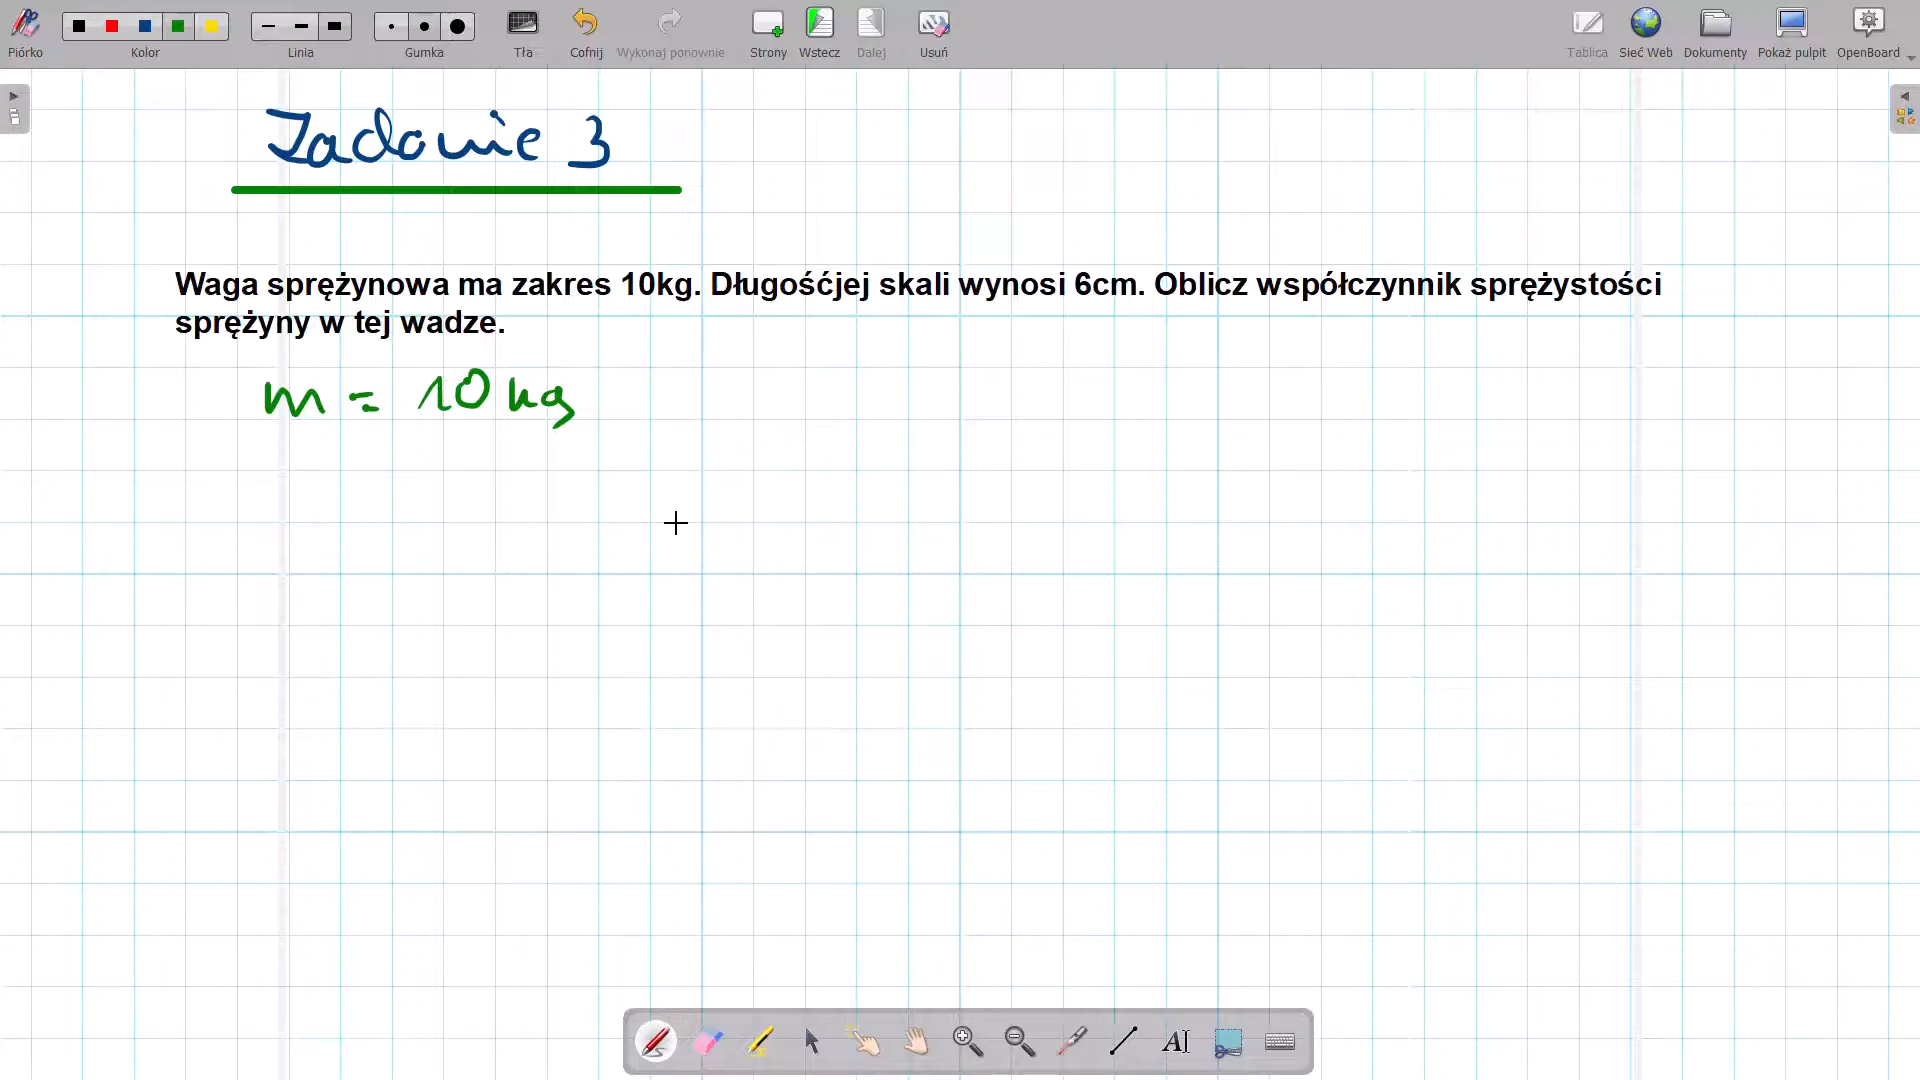 Piórko Kolor Linia Gumka Tła Cofnij Wykonaj ponownie Strony Wstecz Dalej Usuń Tablica Sieć Web Dokumenty Pokaż pulpit OpenBoard
Zadanie 3
Waga sprężynowa ma zakres 10kg. Długośćjej skali wynosi 6cm. Oblicz współczynnik sprężystości
sprężyny w tej wadze.
m = 10 kg
AI